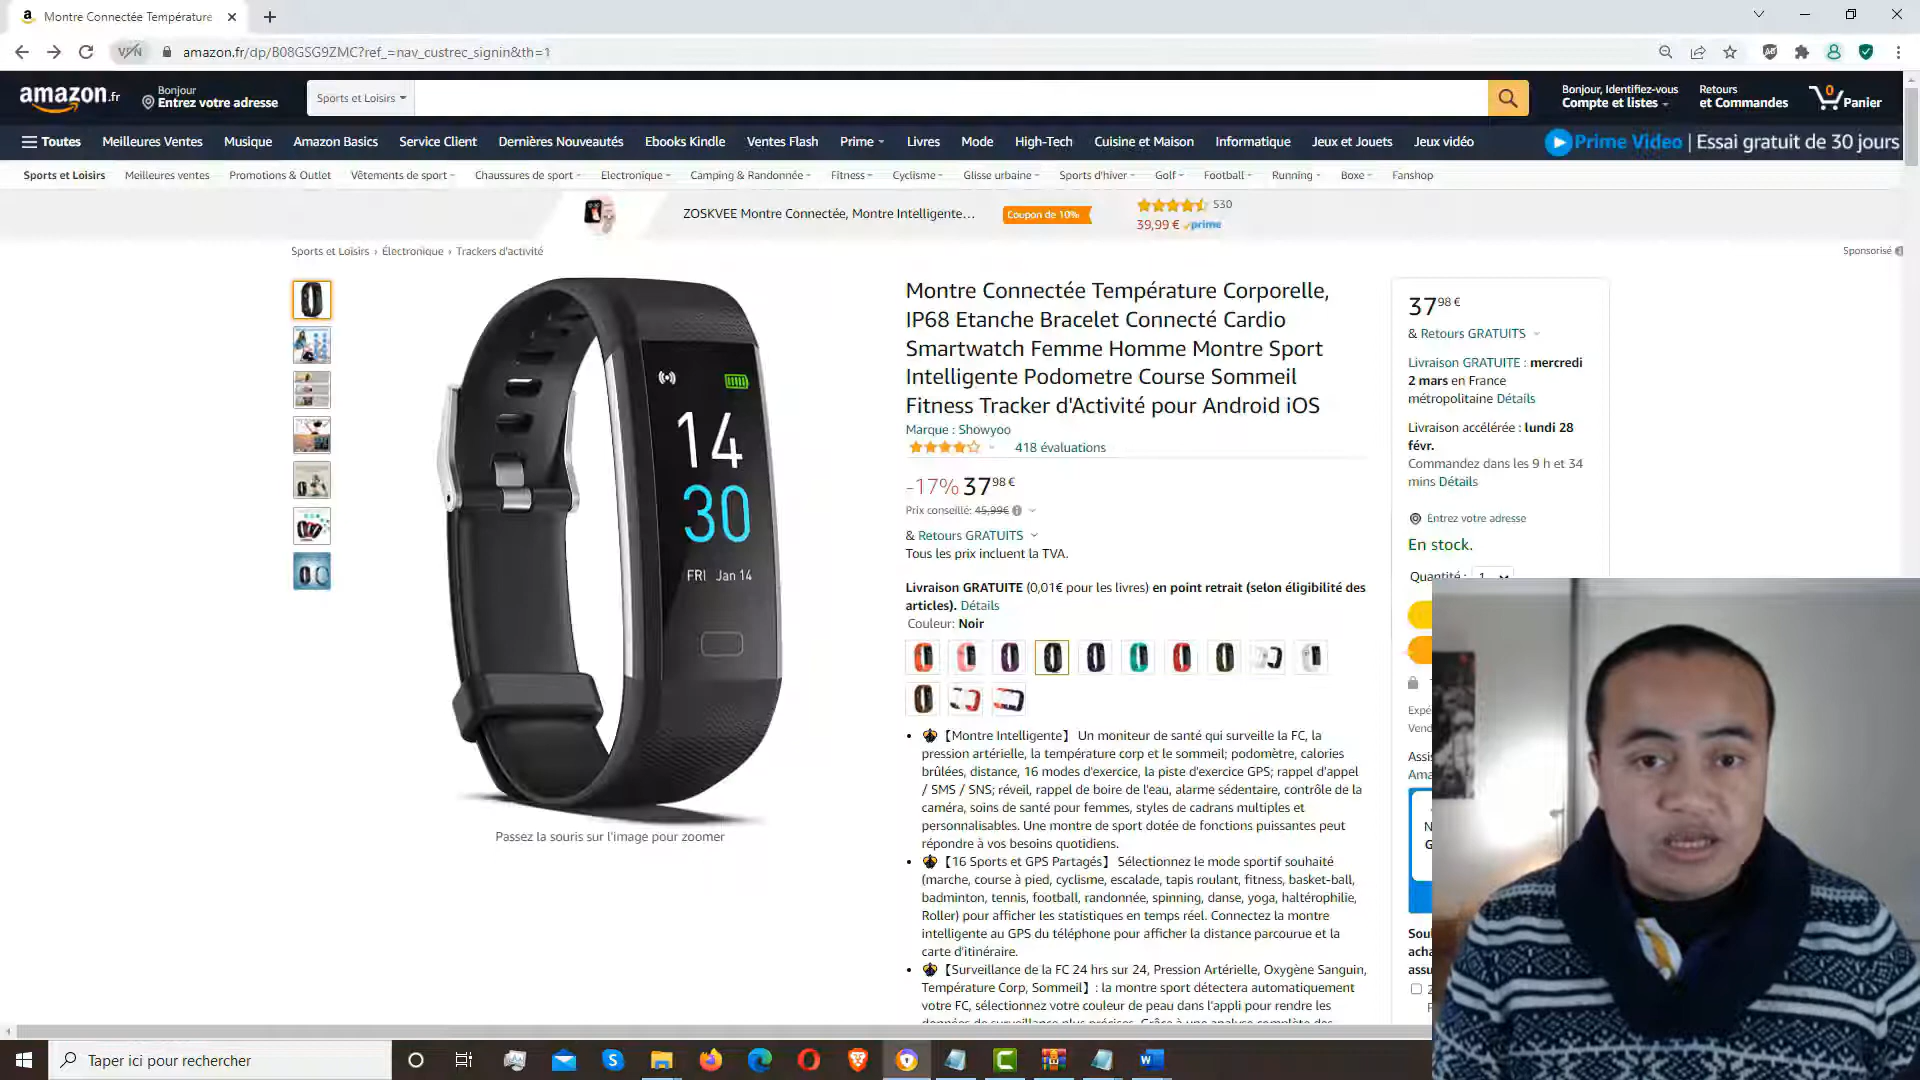 Montre Connectée Température
VPN
amazon.fr/dp/B08GSG9ZMC?ref_=nav_custrec_signin&th=1
amazon.fr
Bonjour
Entrez votre adresse
Sports et Loisirs
Bonjour, Identifiez-vous
Compte et listes
Retours
et Commandes
0
Panier
Toutes
Meilleures Ventes
Musique
Amazon Basics
Service Client
Dernières Nouveautés
Ebooks Kindle
Ventes Flash
Prime
Livres
Mode
High-Tech
Cuisine et Maison
Informatique
Jeux et Jouets
Jeux vidéo
Prime Video | Essai gratuit de 30 jours
Sports et Loisirs
Meilleures ventes
Promotions & Outlet
Vêtements de sport
Chaussures de sport
Electronique
Camping & Randonnée
Fitness
Cyclisme
Glisse urbaine
Sports d'hiver
Golf
Football
Running
Boxe
Fanshop
ZOSKVEE Montre Connectée, Montre Intelligente…
Coupon de 10%
530
39,99 € prime
Sports et Loisirs › Électronique › Trackers d'activité
Sponsorisé
14
30
FRI Jan 14
Passez la souris sur l'image pour zoomer
Montre Connectée Température Corporelle,
IP68 Etanche Bracelet Connecté Cardio
Smartwatch Femme Homme Montre Sport
Intelligente Podometre Course Sommeil
Fitness Tracker d'Activité pour Android iOS
Marque : Showyoo
418 évaluations
-17% 37,98 €
Prix conseillé: 45,99€
& Retours GRATUITS
Tous les prix incluent la TVA.
Livraison GRATUITE (0,01€ pour les livres) en point retrait (selon éligibilité des
articles). Détails
Couleur: Noir
【Montre Intelligente】 Un moniteur de santé qui surveille la FC, la
pression artérielle, la température corp et le sommeil; podomètre, calories
brûlées, distance, 16 modes d'exercice, la piste d'exercice GPS; rappel d'appel
/ SMS / SNS; réveil, rappel de boire de l'eau, alarme sédentaire, contrôle de la
caméra, soins de santé pour femmes, styles de cadrans multiples et
personnalisables. Une montre de sport dotée de fonctions puissantes peut
répondre à vos besoins quotidiens.
【16 Sports et GPS Partagés】 Sélectionnez le mode sportif souhaité
(marche, course à pied, cyclisme, escalade, tapis roulant, fitness, basket-ball,
badminton, tennis, football, randonnée, spinning, danse, yoga, haltérophilie,
Roller) pour afficher les statistiques en temps réel. Connectez la montre
intelligente au GPS du téléphone pour afficher la distance parcourue et la
carte d'itinéraire.
【Surveillance de la FC 24 hrs sur 24, Pression Artérielle, Oxygène Sanguin,
Température Corp, Sommeil】: la montre sport détectera automatiquement
votre FC, sélectionnez votre couleur de peau dans l'appli pour rendre les
37,98 €
& Retours GRATUITS
Livraison GRATUITE : mercredi
2 mars en France
métropolitaine Détails
Livraison accélérée : lundi 28
févr.
Commandez dans les 9 h et 34
mins Détails
Entrez votre adresse
En stock.
Quantité : 1
Expé
Vend
Assis
Ama
N
G
Soul
acha
assu
Taper ici pour rechercher